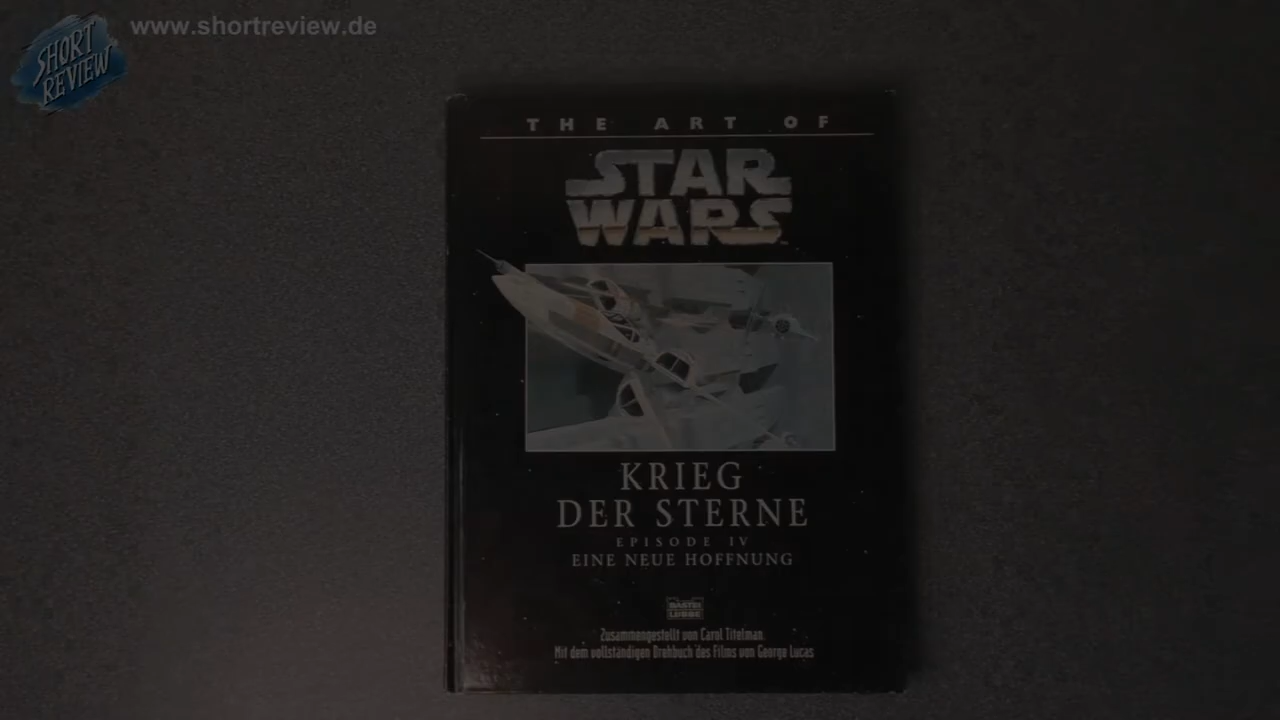 SHORT
REVIEW
www.shortreview.de
THE ART OF
STAR
WARS
KRIEG
DER STERNE
EPISODE IV
EINE NEUE HOFFNUNG
BASTEI
LÜBBE
Zusammengestellt von Carol Titelman
Mit dem vollständigen Drehbuch des Films von George Lucas